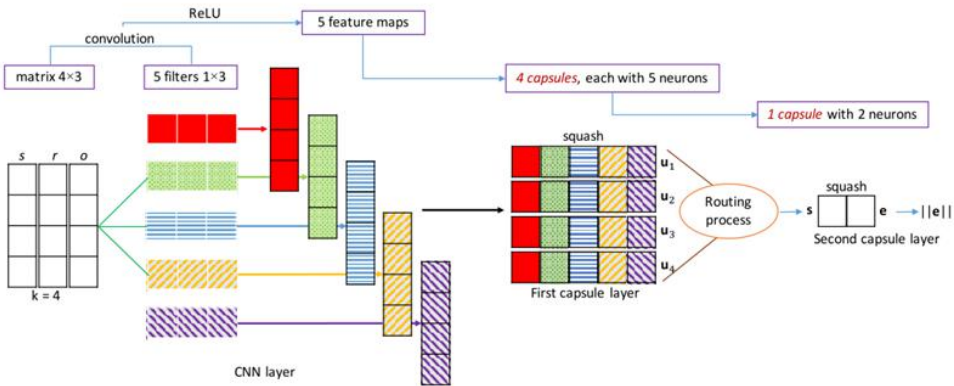 ReLU
5 feature maps
convolution
matrix 4×3
5 filters 1×3
4 capsules, each with 5 neurons
1 capsule with 2 neurons
s r o
k = 4
CNN layer
squash
u₁
u₂
u₃
u₄
First capsule layer
Routing
process
squash
s e ||e||
Second capsule layer